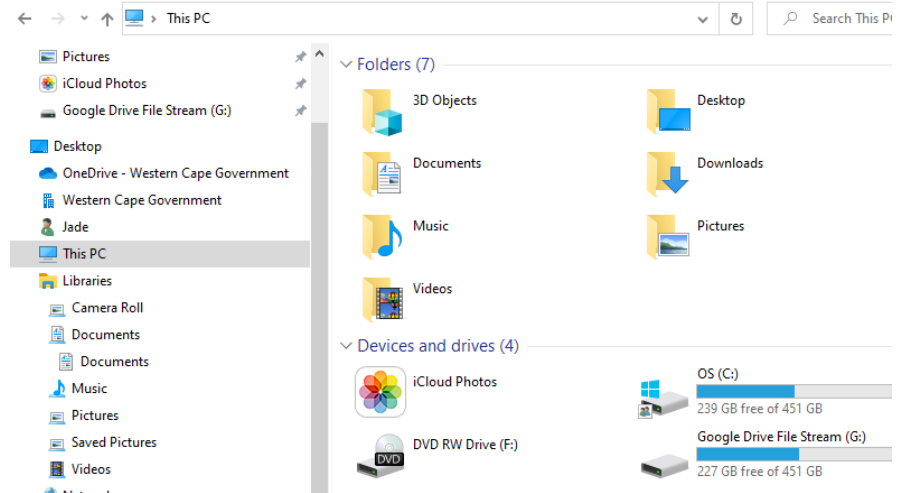 This PC
Search This P
Pictures
iCloud Photos
Google Drive File Stream (G:)
Desktop
OneDrive - Western Cape Government
Western Cape Government
Jade
This PC
Libraries
Camera Roll
Documents
Documents
Music
Pictures
Saved Pictures
Videos
Folders (7)
3D Objects
Desktop
Documents
Downloads
Music
Pictures
Videos
Devices and drives (4)
iCloud Photos
OS (C:)
239 GB free of 451 GB
DVD RW Drive (F:)
DVD
Google Drive File Stream (G:)
227 GB free of 451 GB